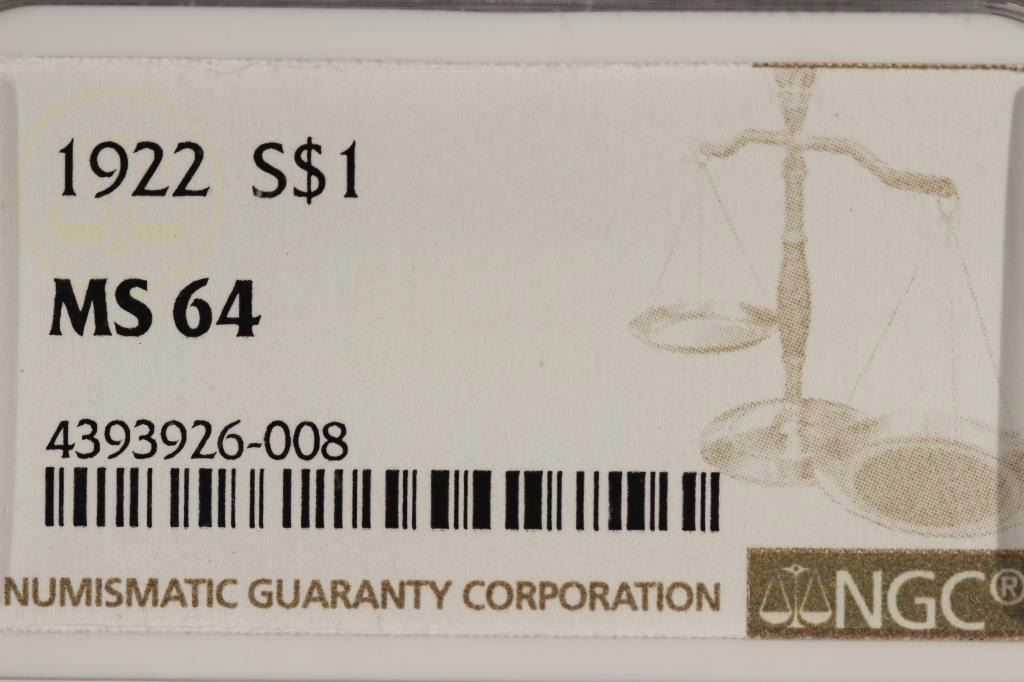 1922 S$1
MS 64
4393926-008
NUMISMATIC GUARANTY CORPORATION
NGC®